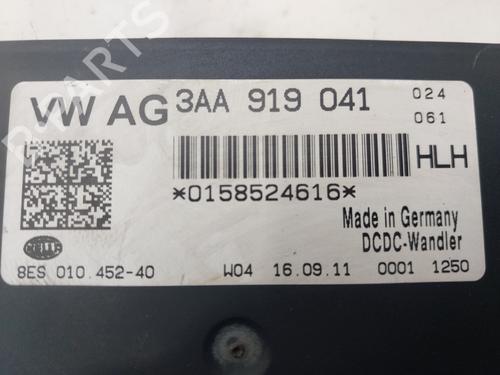 VW AG 3AA 919 041 024
061
HLH
*0158524616*
Made in Germany
DCDC-Wandler
HELLA
8ES 010.452-40 W04 16.09.11 0001 1250